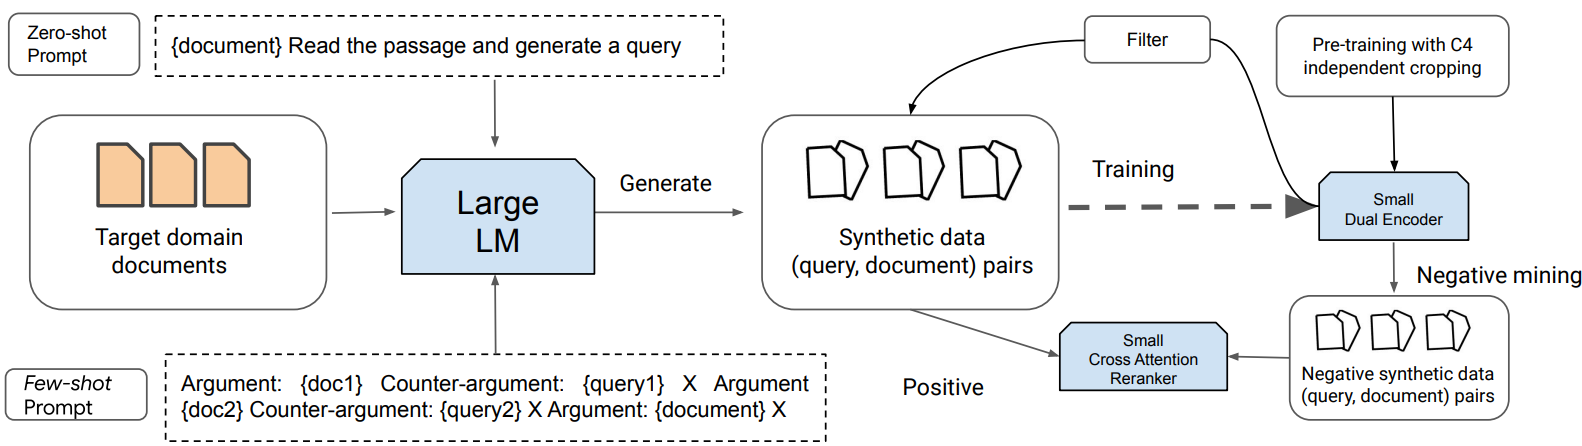 Zero-shot
Prompt
{document} Read the passage and generate a query
Filter
Pre-training with C4
independent cropping
Target domain
documents
Large
LM
Generate
Synthetic data
(query, document) pairs
Training
Small
Dual Encoder
Negative mining
Few-shot
Prompt
Argument: {doc1} Counter-argument: {query1} X Argument
{doc2} Counter-argument: {query2} X Argument: {document} X
Positive
Small
Cross Attention
Reranker
Negative synthetic data
(query, document) pairs